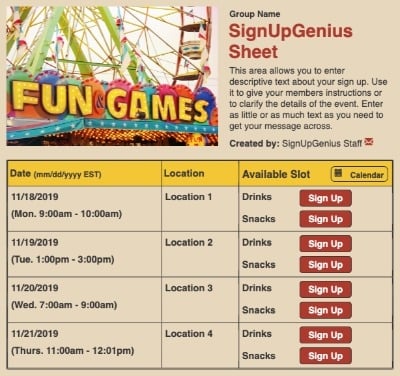 FUN GAMES
Group Name
SignUpGenius
Sheet
This area allows you to enter
descriptive text about your sign up. Use
it to give your members instructions or
to clarify the details of the event. Enter
as little or as much text as you need to
get your message across.
Created by: SignUpGenius Staff
Date (mm/dd/yyyy EST) Location Available Slot Calendar
11/18/2019 Location 1 Drinks Sign Up
(Mon. 9:00am - 10:00am) Snacks Sign Up
11/19/2019 Location 2 Drinks Sign Up
(Tue. 1:00pm - 3:00pm) Snacks Sign Up
11/20/2019 Location 3 Drinks Sign Up
(Wed. 7:00am - 9:00am) Snacks Sign Up
11/21/2019 Location 4 Drinks Sign Up
(Thurs. 11:00am - 12:01pm) Snacks Sign Up